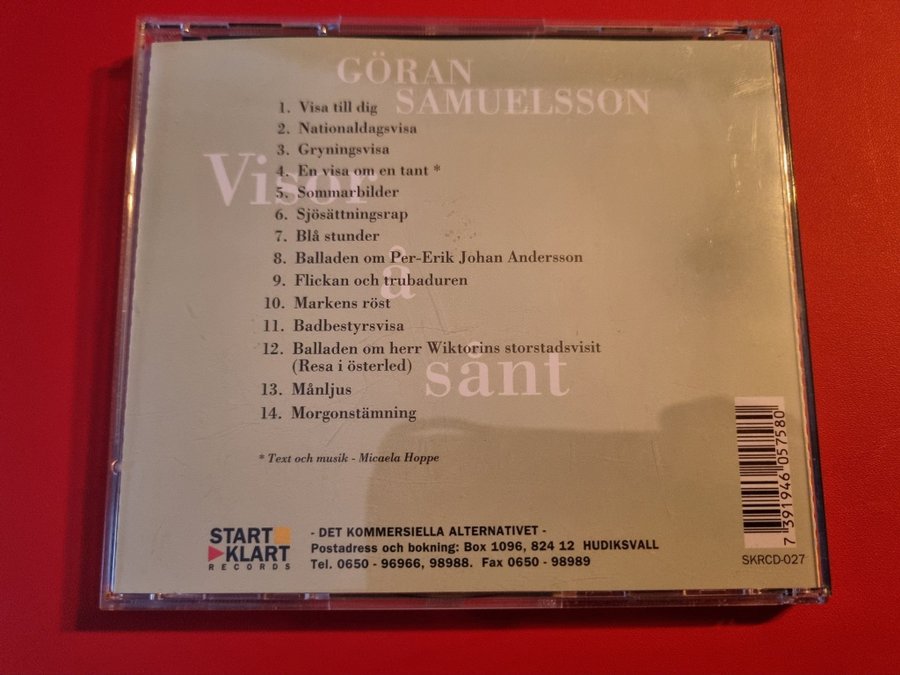 GÖRAN
SAMUELSSON
Visor
å
sånt
1. Visa till dig
2. Nationaldagsvisa
3. Gryningsvisa
4. En visa om en tant *
5. Sommarbilder
6. Sjösättningsrap
7. Blå stunder
8. Balladen om Per-Erik Johan Andersson
9. Flickan och trubaduren
10. Markens röst
11. Badbestyrsvisa
12. Balladen om herr Wiktorins storstadsvisit
(Resa i österled)
13. Månljus
14. Morgonstämning
* Text och musik - Micaela Hoppe
START
KLART
RECORDS
- DET KOMMERSIELLA ALTERNATIVET -
Postadress och bokning: Box 1096, 824 12 HUDIKSVALL
Tel. 0650 - 96966, 98988. Fax 0650 - 98989
7 391946 057580
SKRCD-027